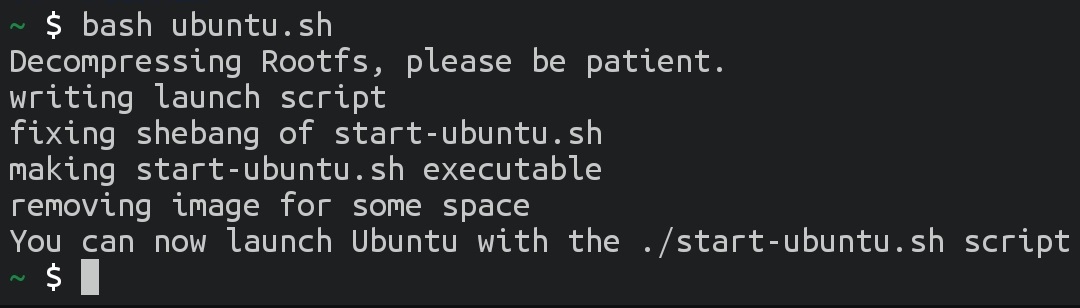 ~ $ bash ubuntu.sh
Decompressing Rootfs, please be patient.
writing launch script
fixing shebang of start-ubuntu.sh
making start-ubuntu.sh executable
removing image for some space
You can now launch Ubuntu with the ./start-ubuntu.sh script
~ $